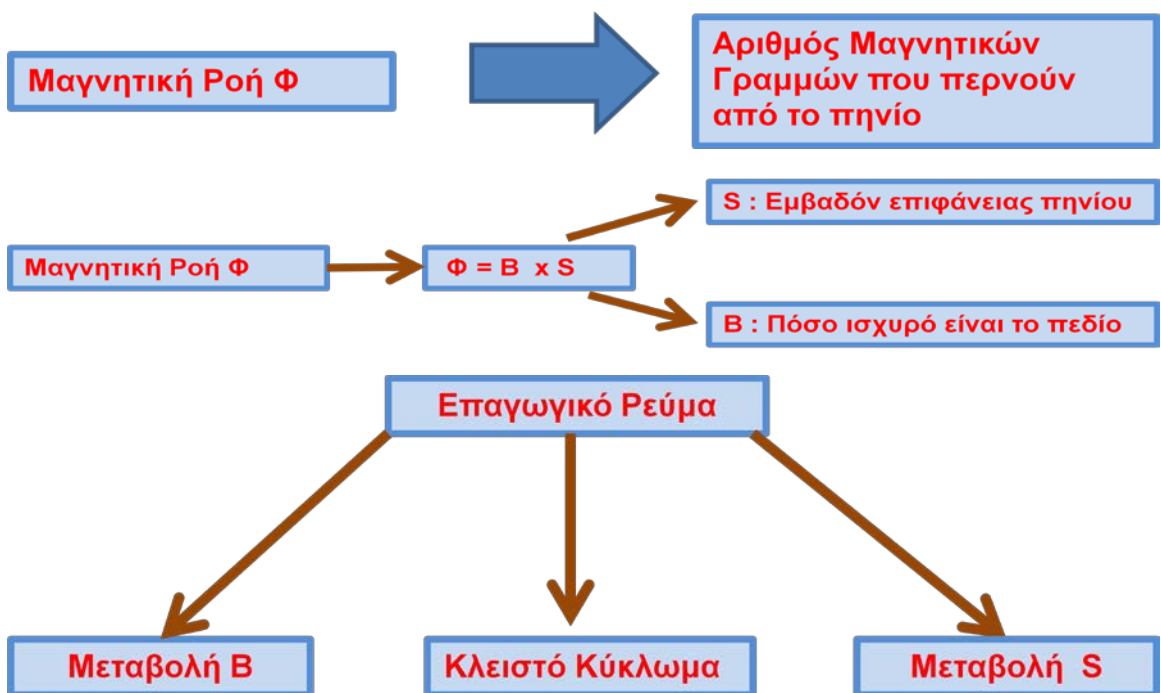 Μαγνητική Ροή Φ
Αριθμός Μαγνητικών
Γραμμών που περνούν
από το πηνίο
S : Εμβαδόν επιφάνειας πηνίου
Μαγνητική Ροή Φ
Φ = Β x S
Β : Πόσο ισχυρό είναι το πεδίο
Επαγωγικό Ρεύμα
Μεταβολή Β
Κλειστό Κύκλωμα
Μεταβολή S